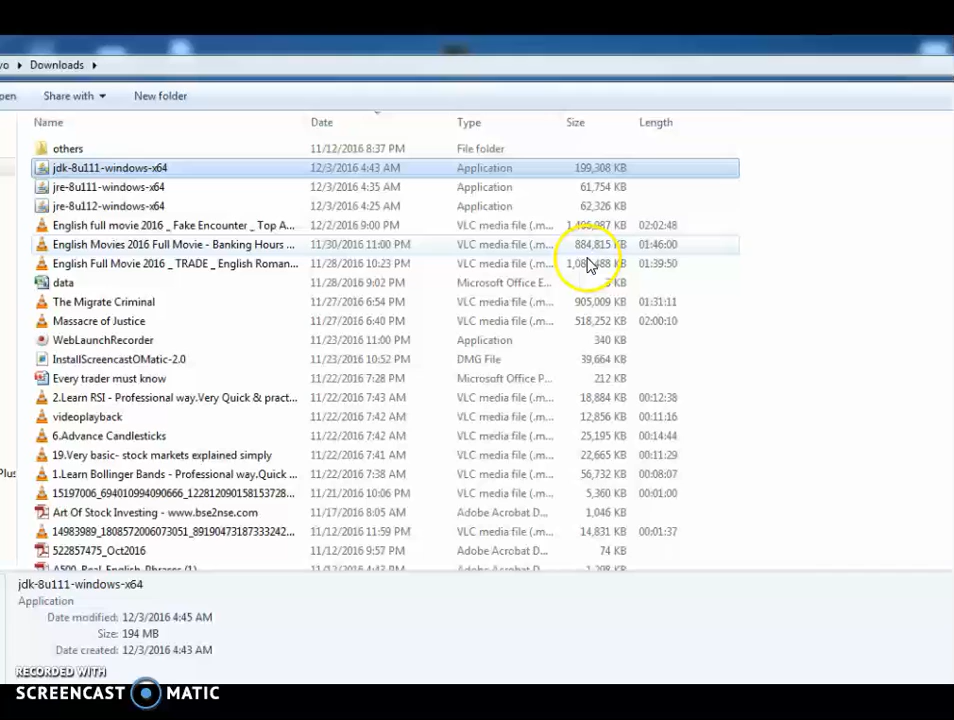 vo ▸ Downloads ▸
pen Share with ▾ New folder
Name Date Type Size Length
others 11/12/2016 8:37 PM File folder
jdk-8u111-windows-x64 12/3/2016 4:43 AM Application 199,308 KB
jre-8u111-windows-x64 12/3/2016 4:35 AM Application 61,754 KB
jre-8u112-windows-x64 12/3/2016 4:25 AM Application 62,326 KB
English full movie 2016 _ Fake Encounter _ Top A... 12/2/2016 9:00 PM VLC media file (.m... KB 02:02:48
English Movies 2016 Full Movie - Banking Hours ... 11/30/2016 11:00 PM VLC media file (.m... 884,815 KB 01:46:00
English Full Movie 2016 _ TRADE _ English Roman... 11/28/2016 10:23 PM VLC media file (.m... KB 01:39:50
data 11/28/2016 9:02 PM Microsoft Office E... KB
The Migrate Criminal 11/27/2016 6:54 PM VLC media file (.m... 905,009 KB 01:31:11
Massacre of Justice 11/27/2016 6:40 PM VLC media file (.m... 518,252 KB 02:00:10
WebLaunchRecorder 11/23/2016 11:00 PM Application 340 KB
InstallScreencastOMatic-2.0 11/23/2016 10:52 PM DMG File 39,664 KB
Every trader must know 11/22/2016 7:28 PM Microsoft Office P... 212 KB
2.Learn RSI - Professional way.Very Quick & pract... 11/22/2016 7:43 AM VLC media file (.m... 18,884 KB 00:12:38
videoplayback 11/22/2016 7:42 AM VLC media file (.m... 12,856 KB 00:11:16
6.Advance Candlesticks 11/22/2016 7:42 AM VLC media file (.m... 25,195 KB 00:14:44
19.Very basic- stock markets explained simply 11/22/2016 7:41 AM VLC media file (.m... 22,665 KB 00:11:29
1.Learn Bollinger Bands - Professional way.Quick ... 11/22/2016 7:38 AM VLC media file (.m... 56,732 KB 00:08:07
15197006_694010994090666_122812090158153728... 11/21/2016 10:06 PM VLC media file (.m... 5,360 KB 00:01:00
Art Of Stock Investing - www.bse2nse.com 11/17/2016 8:05 AM Adobe Acrobat D... 1,046 KB
14983989_1808572006073051_89190473187333242... 11/12/2016 11:59 PM VLC media file (.m... 14,831 KB 00:01:37
522857475_Oct2016 11/12/2016 9:57 PM Adobe Acrobat D... 74 KB
A500_Real_English_Phrases (1) 11/12/2016 4:43 PM Adobe Acrobat D... 1,298 KB
Plus
jdk-8u111-windows-x64
Application
Date modified: 12/3/2016 4:45 AM
Size: 194 MB
Date created: 12/3/2016 4:43 AM
RECORDED WITH
SCREENCAST MATIC